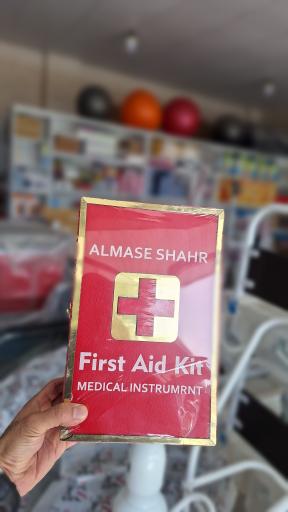 ALMASE SHAHR
First Aid Kit
MEDICAL INSTRUMRNT